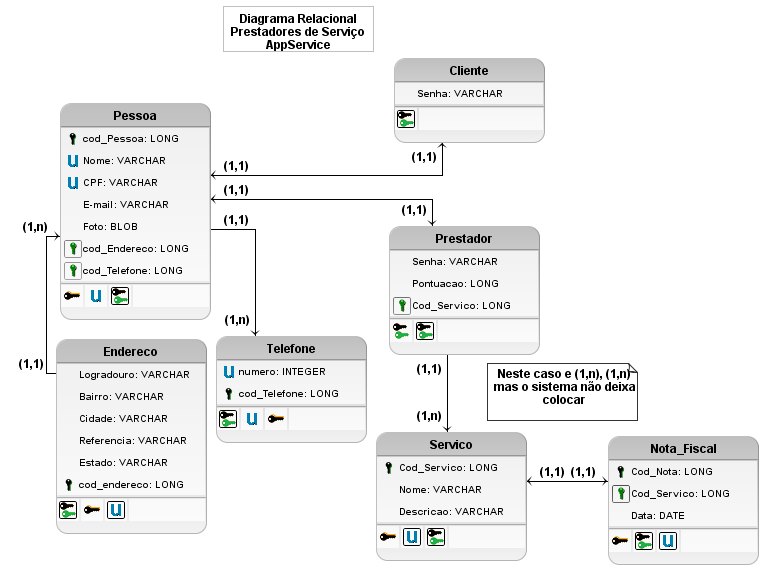 Diagrama Relacional
Prestadores de Serviço
AppService
Cliente
Senha: VARCHAR
(1,1)
Pessoa
cod_Pessoa: LONG
Nome: VARCHAR
CPF: VARCHAR
E-mail: VARCHAR
Foto: BLOB
cod_Endereco: LONG
cod_Telefone: LONG
(1,1)
(1,1)
(1,1)
(1,1)
(1,n)
(1,n)
(1,1)
Prestador
Senha: VARCHAR
Pontuacao: LONG
Cod_Servico: LONG
Endereco
Logradouro: VARCHAR
Bairro: VARCHAR
Cidade: VARCHAR
Referencia: VARCHAR
Estado: VARCHAR
cod_endereco: LONG
Telefone
numero: INTEGER
cod_Telefone: LONG
(1,1)
(1,n)
Neste caso e (1,n), (1,n)
mas o sistema não deixa
colocar
Servico
Cod_Servico: LONG
Nome: VARCHAR
Descricao: VARCHAR
(1,1) (1,1)
Nota_Fiscal
Cod_Nota: LONG
Cod_Servico: LONG
Data: DATE